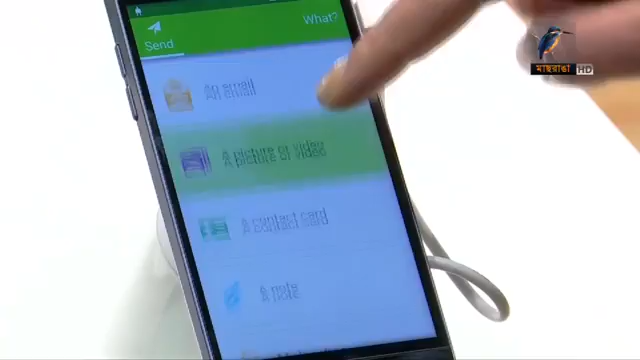 What?
Send
An email
A picture or video
A contact card
A note
মাছরাঙা HD